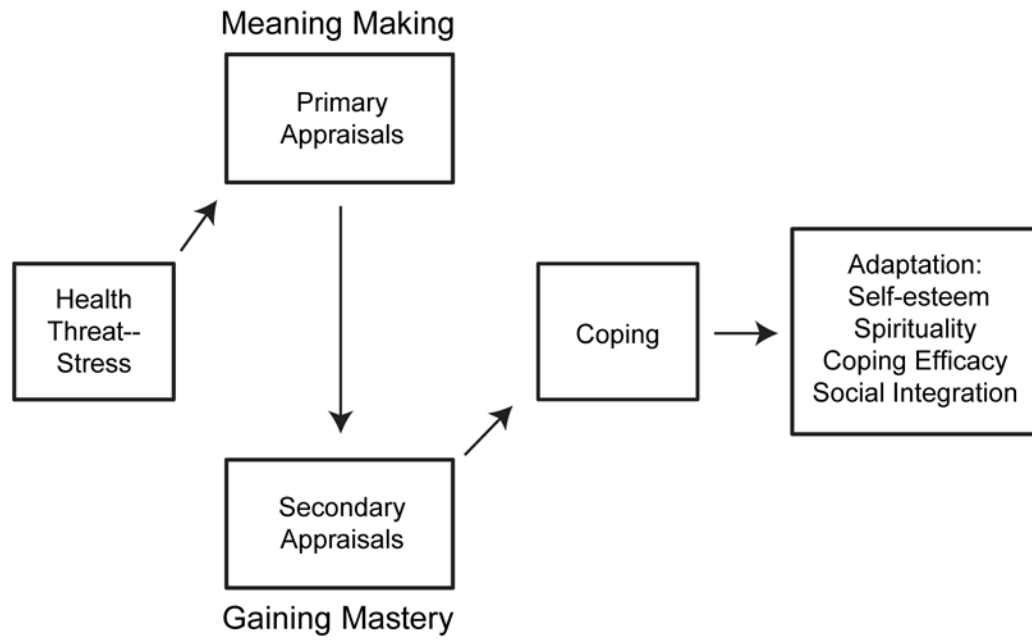 Meaning Making
Primary
Appraisals
Health
Threat--
Stress
Coping
Adaptation:
Self-esteem
Spirituality
Coping Efficacy
Social Integration
Secondary
Appraisals
Gaining Mastery